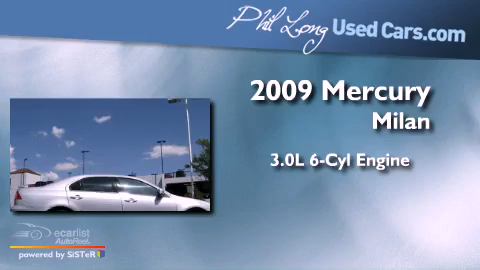 Phil Long Used Cars.com
2009 Mercury
Milan
3.0L 6-Cyl Engine
ecarlist
AutoReel
powered by SiSTeR